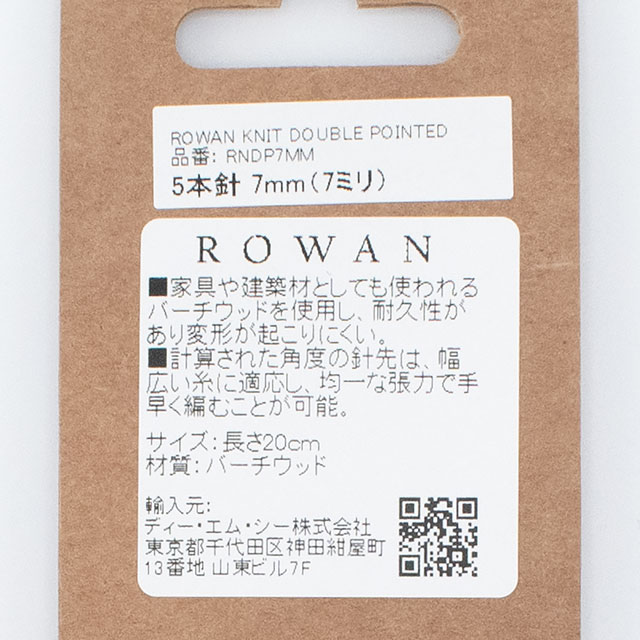 ROWAN KNIT DOUBLE POINTED
品番: RNDP7MM
5本針 7mm(7ミリ)
ROWAN
■家具や建築材としても使われる
バーチウッドを使用し、耐久性が
あり変形が起こりにくい。
■計算された角度の針先は、幅
広い糸に適応し、均一な張力で手
早く編むことが可能。
サイズ: 長さ20cm
材質: バーチウッド
輸入元:
ディー・エム・シー株式会社
東京都千代田区神田紺屋町
13番地 山東ビル7F